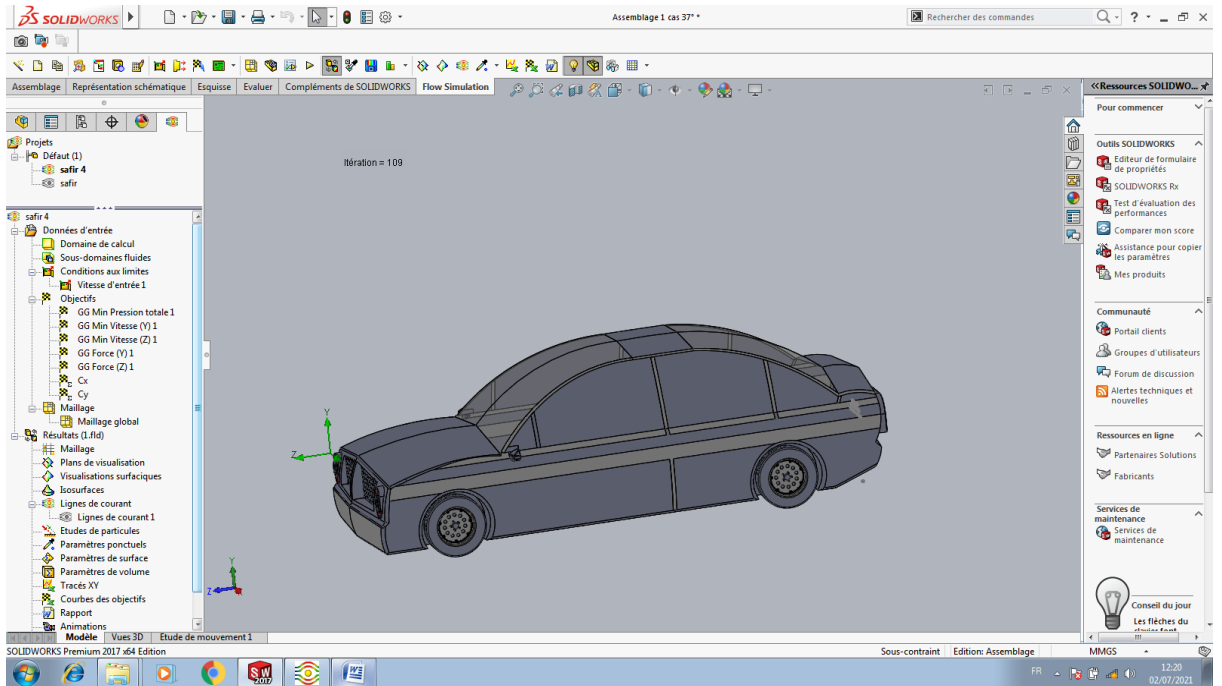 SOLIDWORKS
Assemblage 1 cas 37* *
Rechercher des commandes
Assemblage
Représentation schématique
Esquisse
Evaluer
Compléments de SOLIDWORKS
Flow Simulation
Projets
Défaut (1)
safir 4
safir
safir 4
Données d'entrée
Domaine de calcul
Sous-domaines fluides
Conditions aux limites
Vitesse d'entrée 1
Objectifs
GG Min Pression totale 1
GG Min Vitesse (Y) 1
GG Min Vitesse (Z) 1
GG Force (Y) 1
GG Force (Z) 1
Cx
Cy
Maillage
Maillage global
Résultats (1.fld)
Maillage
Plans de visualisation
Visualisations surfaciques
Isosurfaces
Lignes de courant
Lignes de courant 1
Etudes de particules
Paramètres ponctuels
Paramètres de surface
Paramètres de volume
Tracés XY
Courbes des objectifs
Rapport
Animations
Itération = 109
Y
Z
Y
Z
Ressources SOLIDWO...
Pour commencer
Outils SOLIDWORKS
Editeur de formulaire
de propriétés
SOLIDWORKS Rx
Test d'évaluation des
performances
Comparer mon score
Assistance pour copier
les paramètres
Mes produits
Communauté
Portail clients
Groupes d'utilisateurs
Forum de discussion
Alertes techniques et
nouvelles
Ressources en ligne
Partenaires Solutions
Fabricants
Services de
maintenance
Services de
maintenance
Conseil du jour
Les flèches du
Modèle
Vues 3D
Etude de mouvement 1
SOLIDWORKS Premium 2017 x64 Edition
Sous-contraint
Edition: Assemblage
MMGS
SW
2017
FR
12:20
02/07/2021